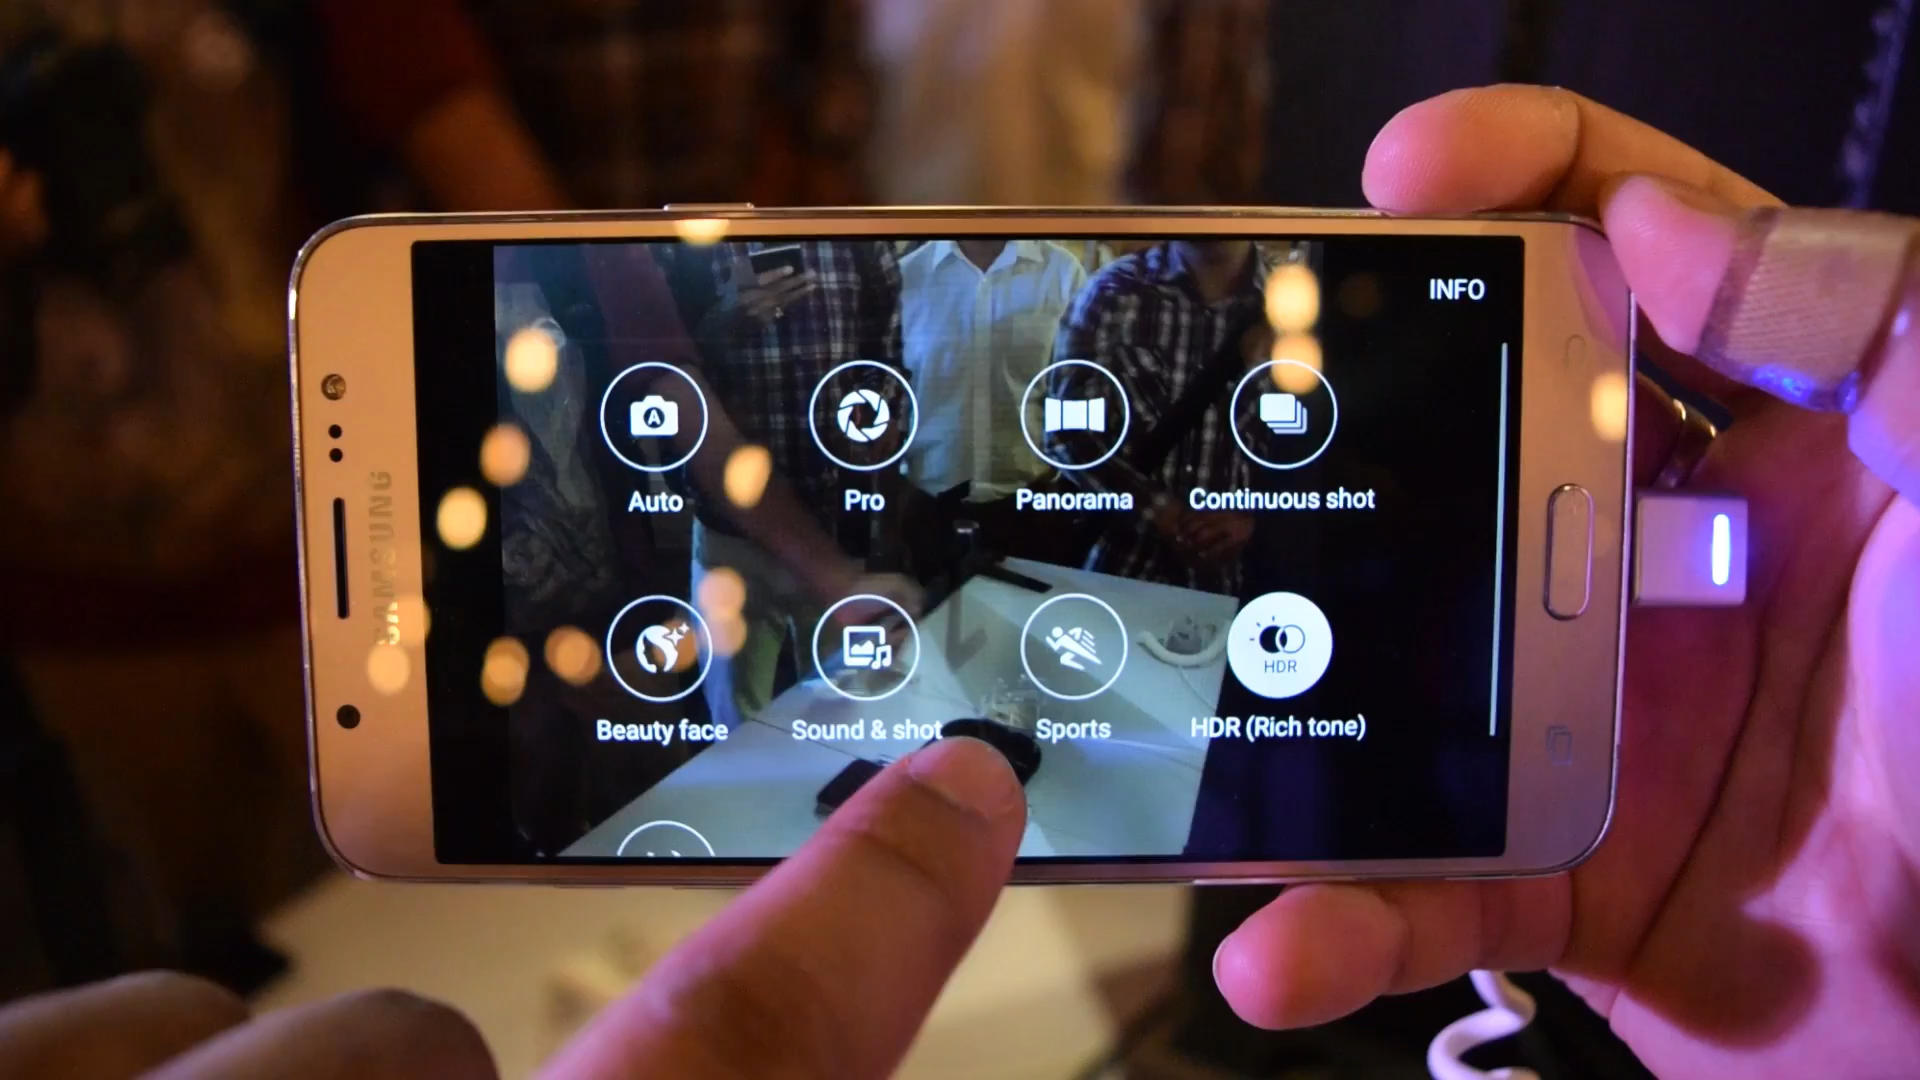 INFO
Auto
Pro
Panorama
Continuous shot
HDR
Beauty face
Sound & shot
Sports
HDR (Rich tone)
SAMSUNG
A